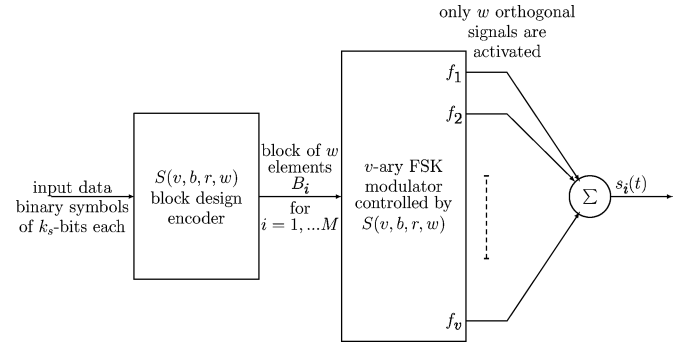 only w orthogonal
signals are
activated
input data
binary symbols
of k_s-bits each
S(v, b, r, w)
block design
encoder
block of w
elements
B_i
for
i = 1, ...M
v-ary FSK
modulator
controlled by
S(v, b, r, w)
f_1
f_2
f_v
Σ
s_i(t)